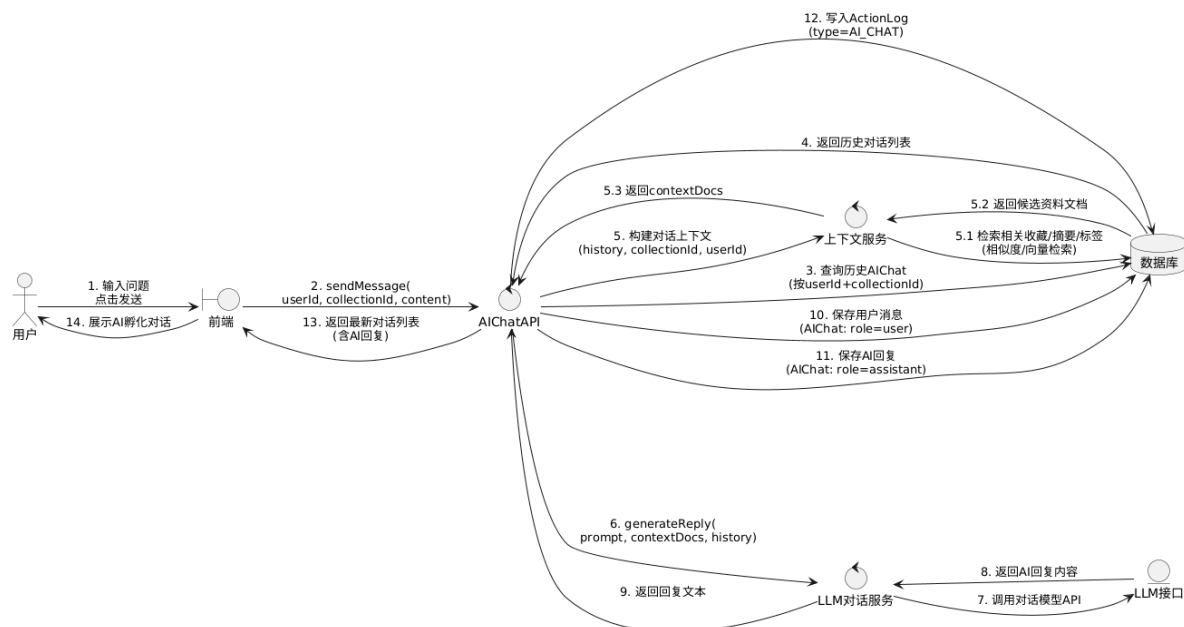 12. 写入ActionLog
(type=AI_CHAT)
4. 返回历史对话列表
5.3 返回contextDocs
5.2 返回候选资料文档
上下文服务
5. 构建对话上下文
(history, collectionId, userId)
5.1 检索相关收藏/摘要/标签
(相似度/向量检索)
数据库
1. 输入问题
点击发送
2. sendMessage(
userId, collectionId, content)
3. 查询历史AIChat
(按userId+collectionId)
用户
14. 展示AI孵化对话
前端
13. 返回最新对话列表
(含AI回复)
AIChatAPI
10. 保存用户消息
(AIChat: role=user)
11. 保存AI回复
(AIChat: role=assistant)
6. generateReply(
prompt, contextDocs, history)
9. 返回回复文本
LLM对话服务
8. 返回AI回复内容
7. 调用对话模型API
LLM接口